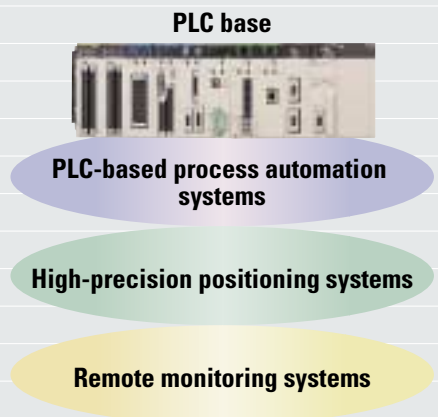 PLC base
PLC-based process automation
systems
High-precision positioning systems
Remote monitoring systems